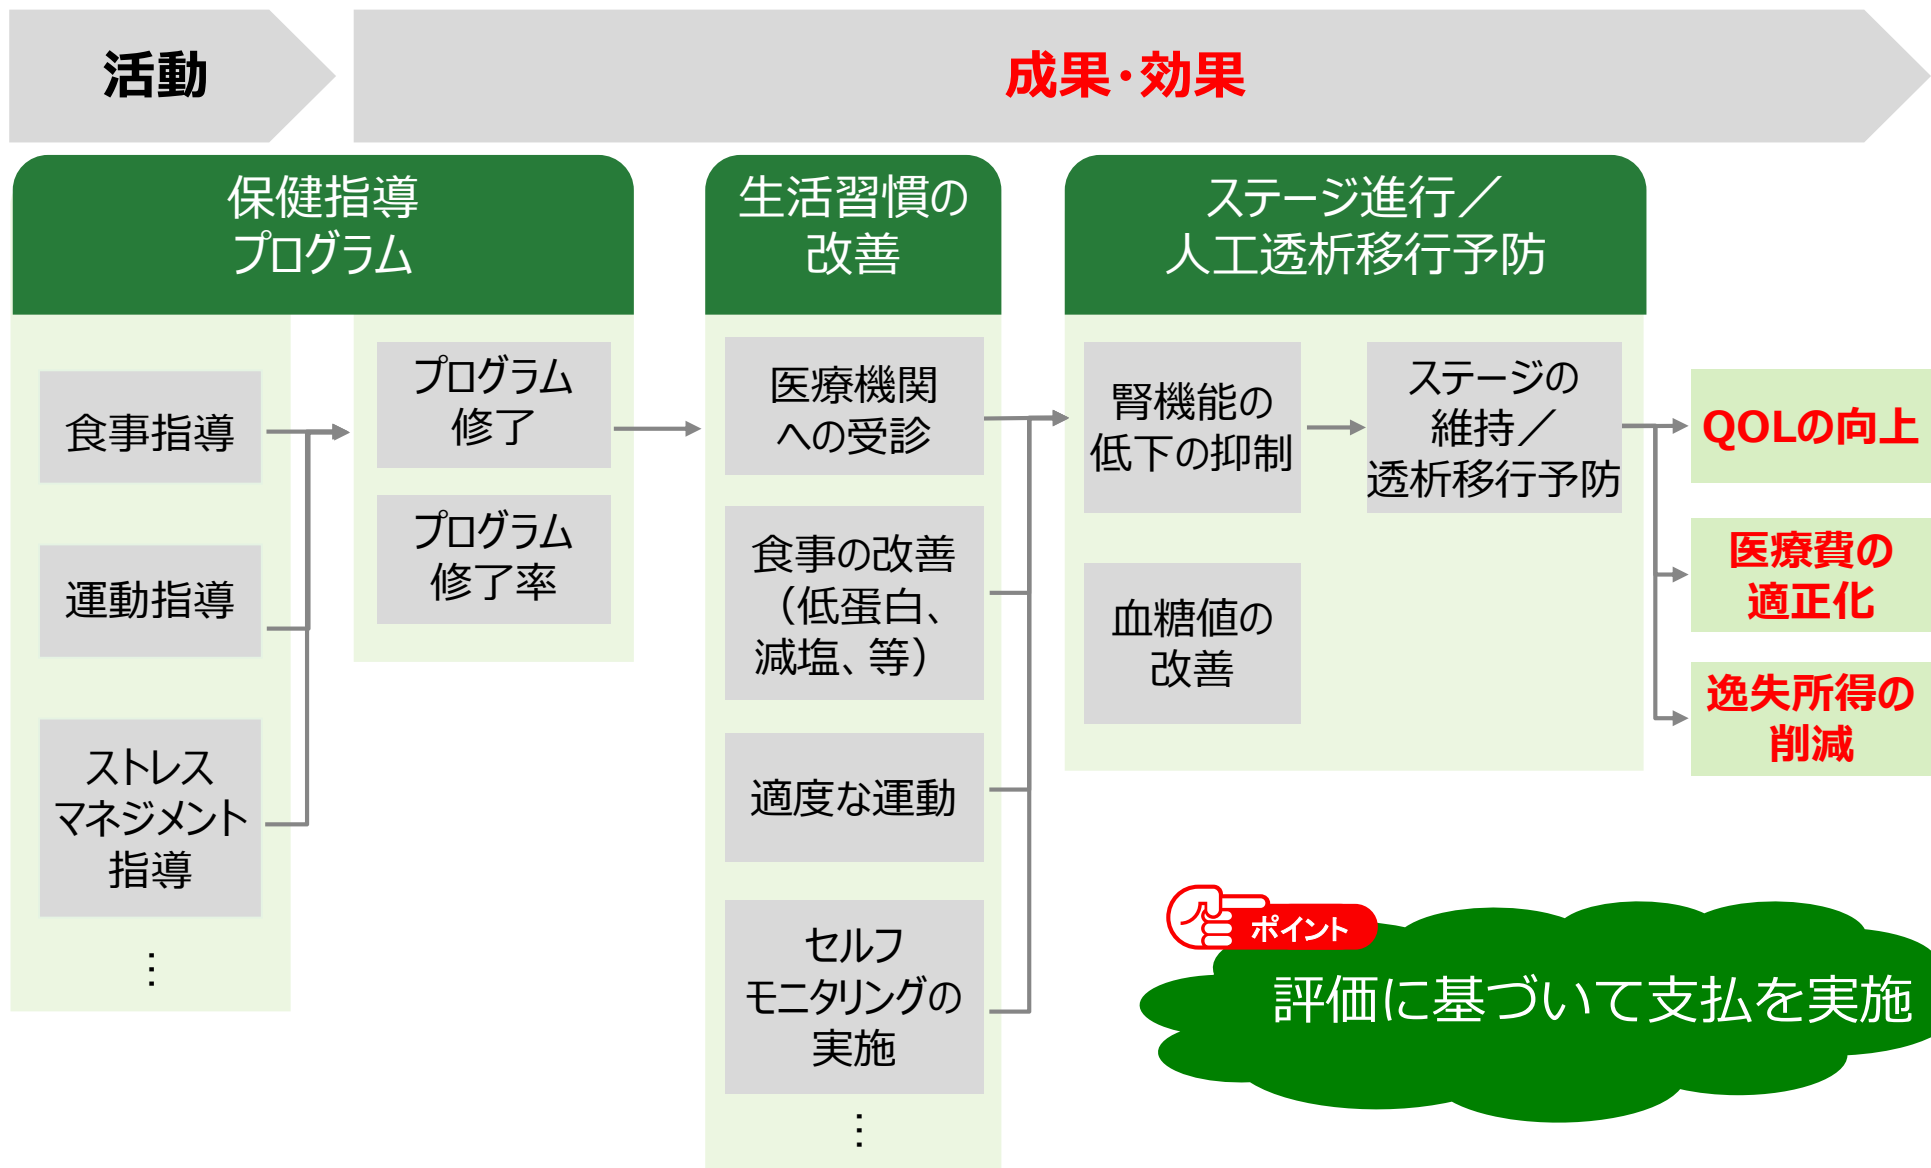 活動
成果・効果
保健指導
プログラム
生活習慣の
改善
ステージ進行／
人工透析移行予防
食事指導
運動指導
ストレス
マネジメント
指導
…
プログラム
修了
プログラム
修了率
医療機関
への受診
食事の改善
（低蛋白、
減塩、等）
適度な運動
セルフ
モニタリングの
実施
…
腎機能の
低下の抑制
血糖値の
改善
ステージの
維持／
透析移行予防
QOLの向上
医療費の
適正化
逸失所得の
削減
ポイント
評価に基づいて支払を実施